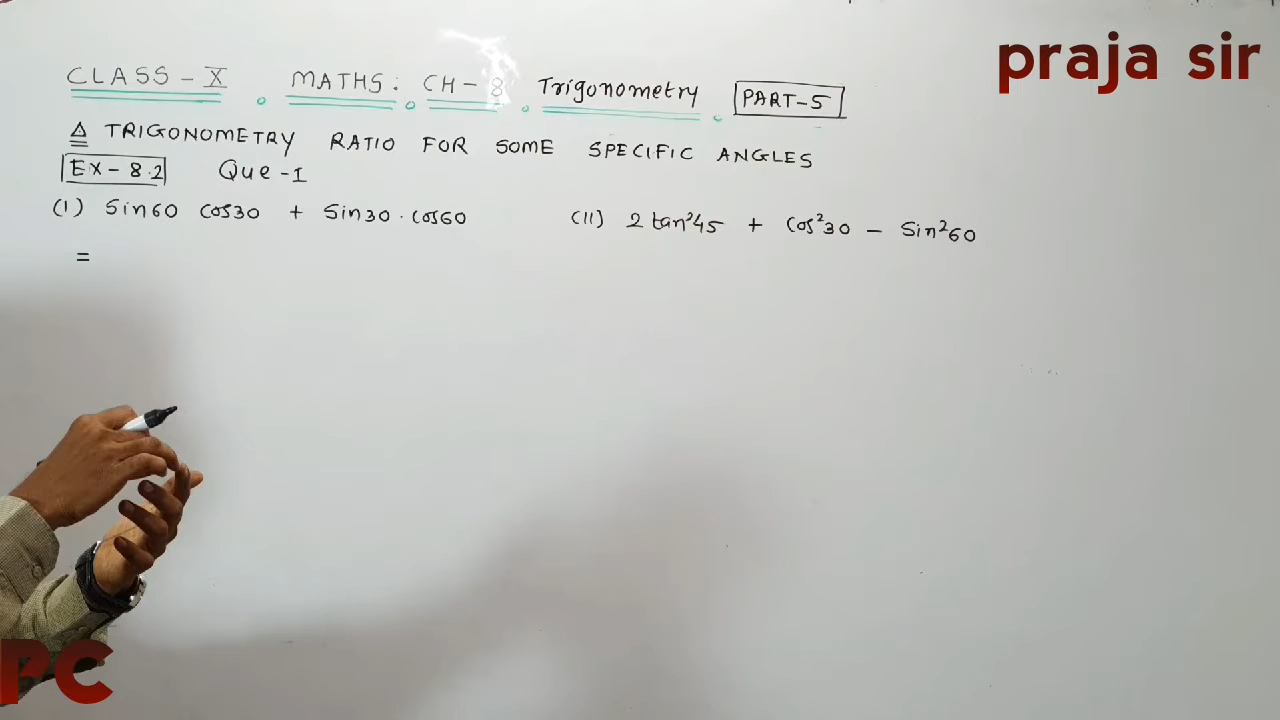 praja sir
CLASS - X . MATHS : . CH - 8 . Trigonometry . PART-5
△ TRIGONOMETRY RATIO FOR SOME SPECIFIC ANGLES
EX - 8.2 Que - I
(I) Sin60 Cos30 + Sin30 · Cos60 (II) 2 tan²45 + Cos²30 – Sin²60
=
PC